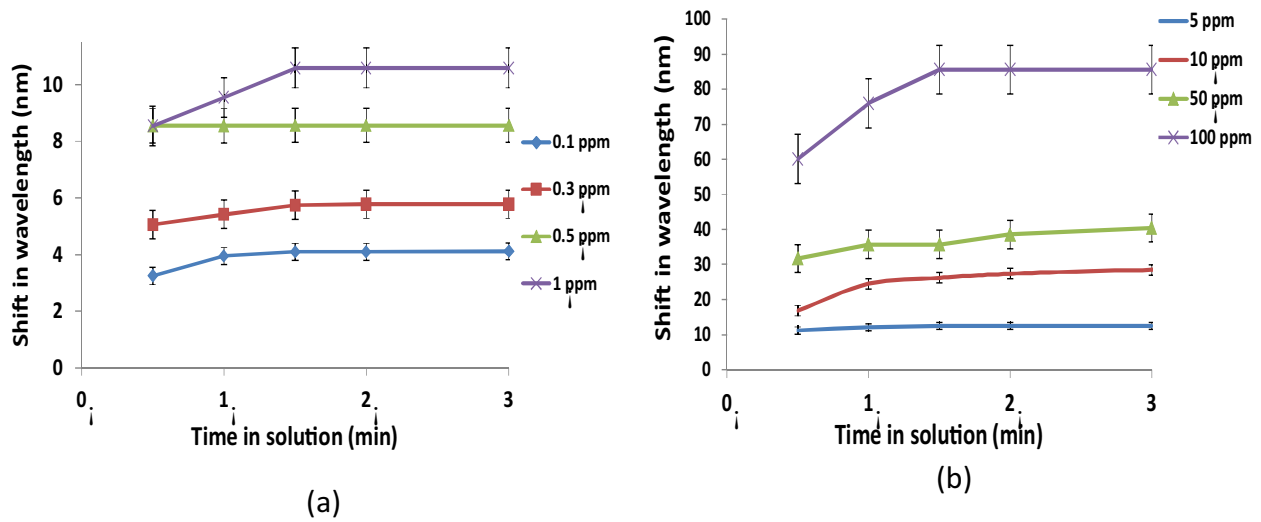 Shift in wavelength (nm)
10
8
6
4
2
0
0 1 2 3
Time in solution (min)
0.1 ppm
0.3 ppm
0.5 ppm
1 ppm
(a)
Shift in wavelength (nm)
100
90
80
70
60
50
40
30
20
10
0
0 1 2 3
Time in solution (min)
5 ppm
10 ppm
50 ppm
100 ppm
(b)